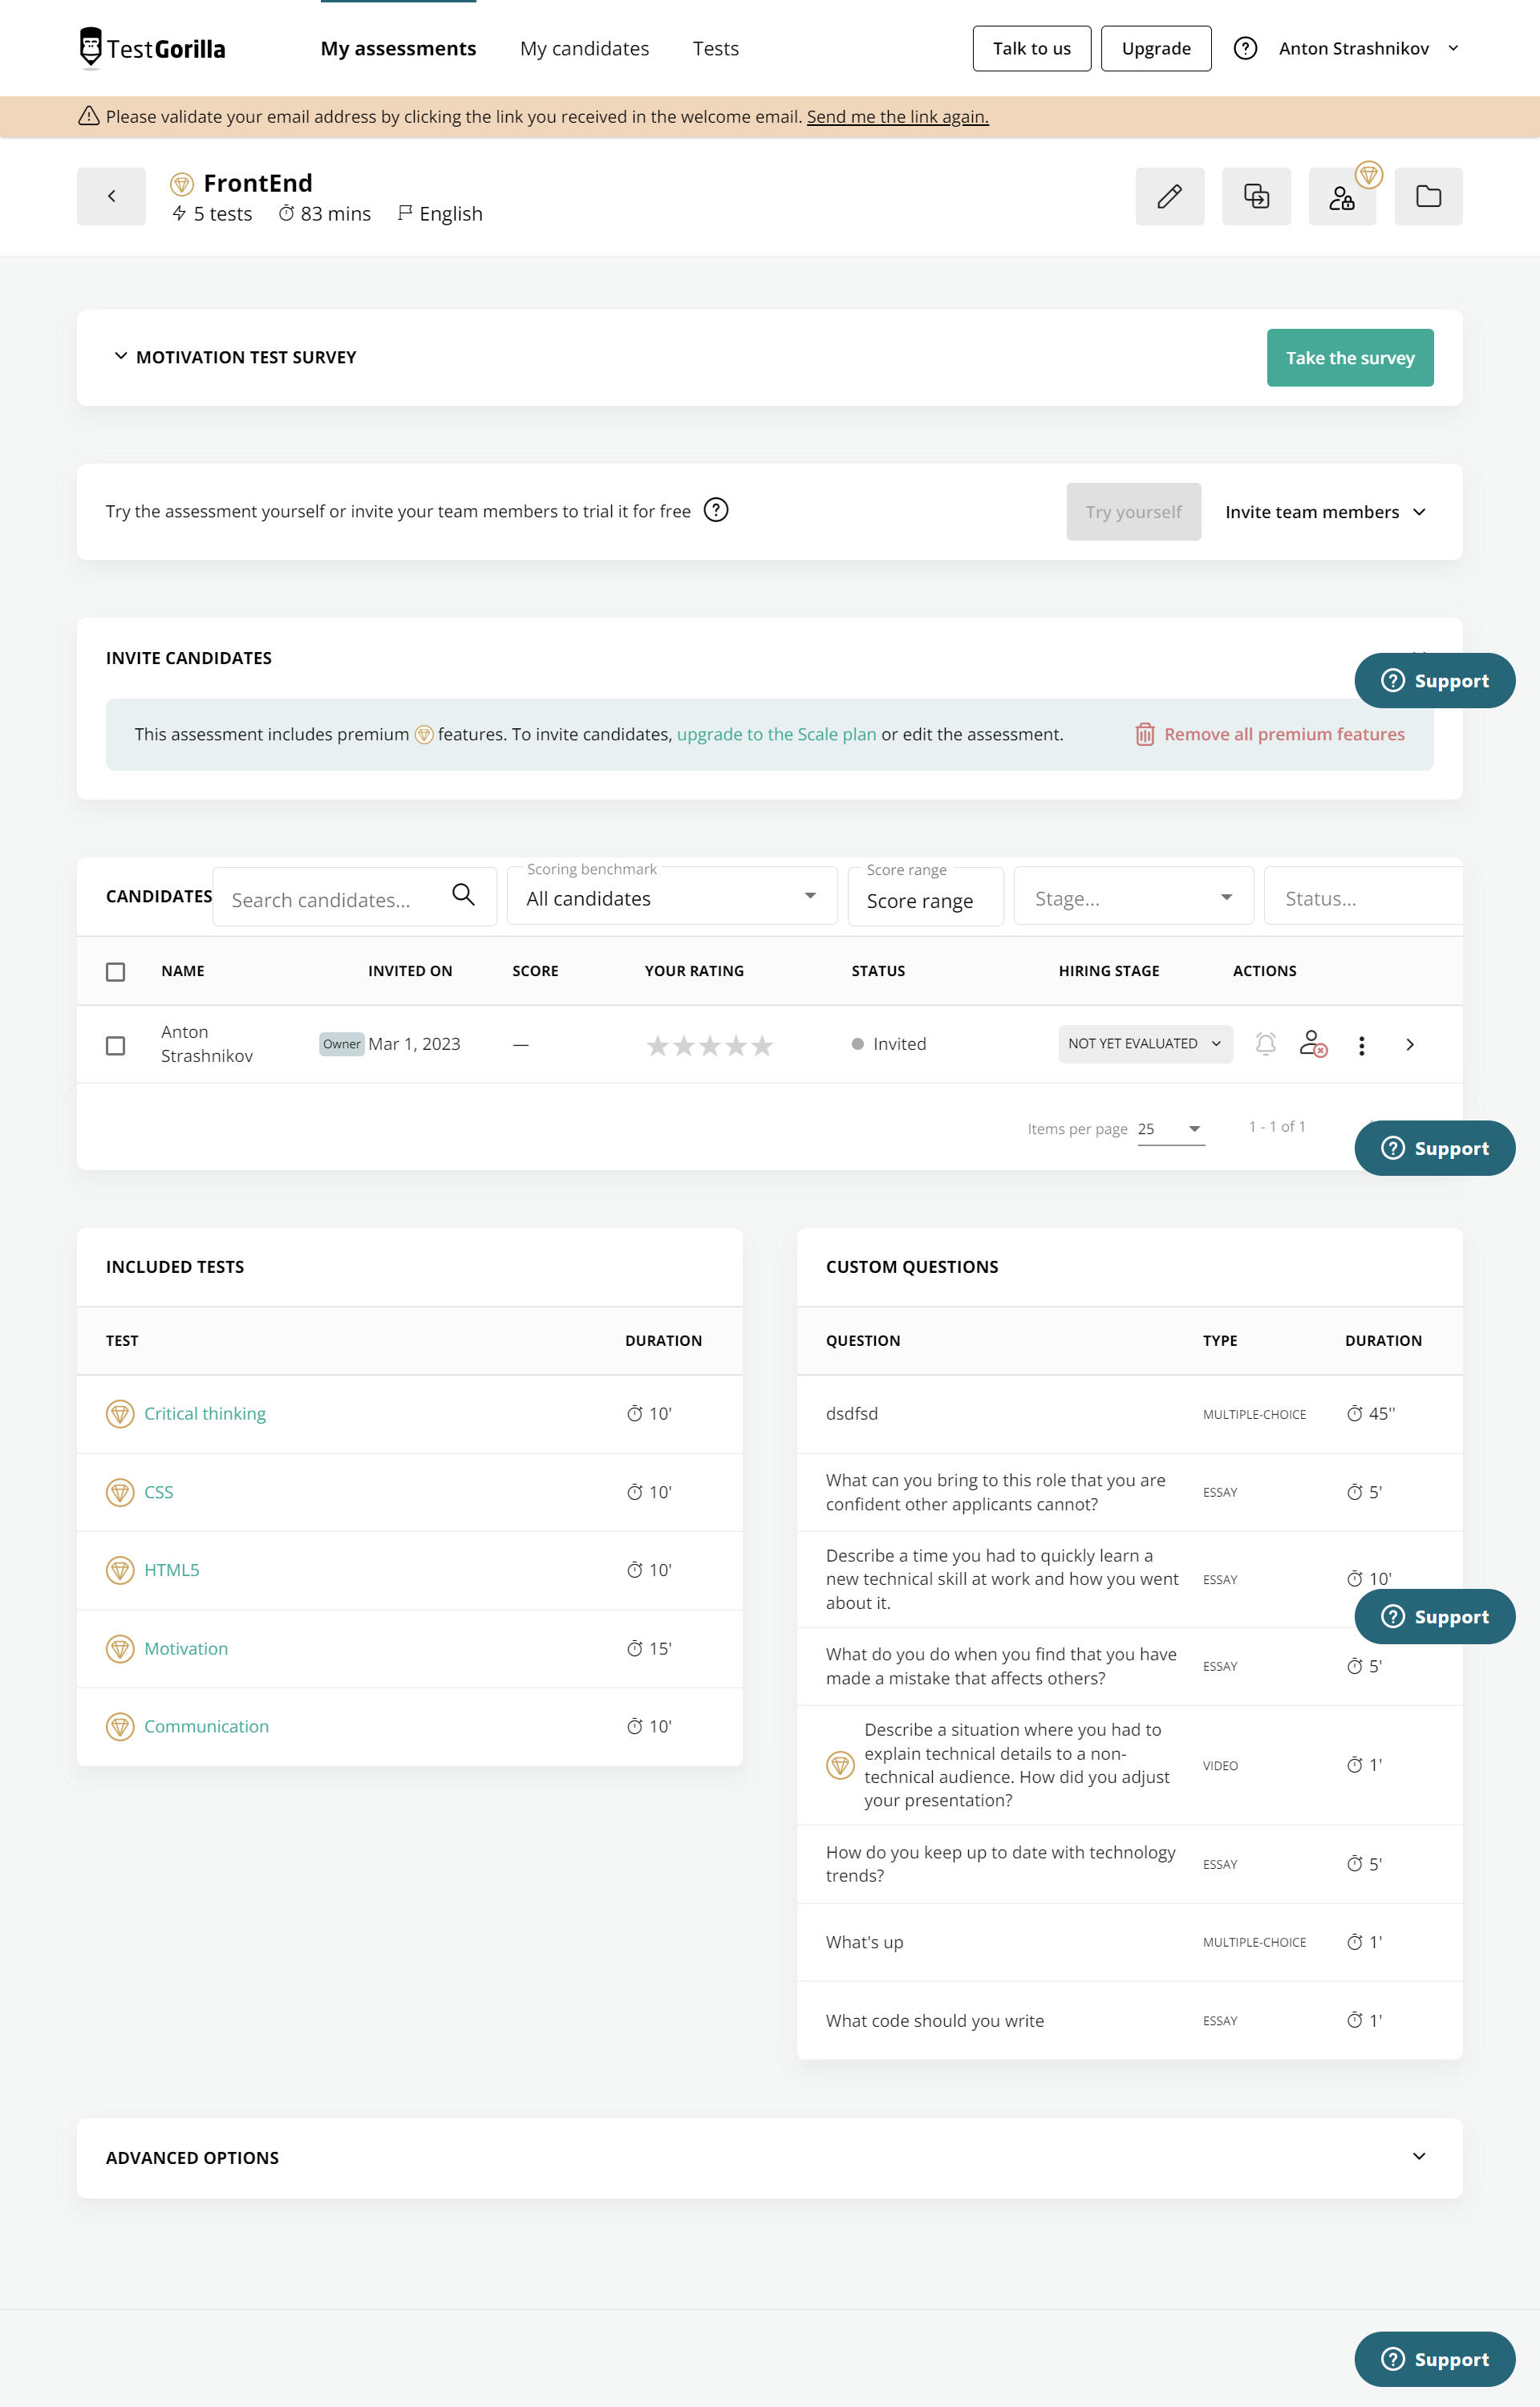 TestGorilla
My assessments
My candidates
Tests
Talk to us
Upgrade
Anton Strashnikov
Please validate your email address by clicking the link you received in the welcome email. Send me the link again.
FrontEnd
5 tests
83 mins
English
MOTIVATION TEST SURVEY
Take the survey
Try the assessment yourself or invite your team members to trial it for free
Try yourself
Invite team members
INVITE CANDIDATES
Support
This assessment includes premium features. To invite candidates, upgrade to the Scale plan or edit the assessment.
Remove all premium features
CANDIDATES
Search candidates...
Scoring benchmark
All candidates
Score range
Score range
Stage...
Status...
NAME
INVITED ON
SCORE
YOUR RATING
STATUS
HIRING STAGE
ACTIONS
Anton
Strashnikov
Owner
Mar 1, 2023
—
Invited
NOT YET EVALUATED
Items per page
25
1 - 1 of 1
Support
INCLUDED TESTS
TEST
DURATION
Critical thinking
10'
CSS
10'
HTML5
10'
Motivation
15'
Communication
10'
CUSTOM QUESTIONS
QUESTION
TYPE
DURATION
dsdfsd
MULTIPLE-CHOICE
45''
What can you bring to this role that you are
confident other applicants cannot?
ESSAY
5'
Describe a time you had to quickly learn a
new technical skill at work and how you went
about it.
ESSAY
10'
Support
What do you do when you find that you have
made a mistake that affects others?
ESSAY
5'
Describe a situation where you had to
explain technical details to a non-
technical audience. How did you adjust
your presentation?
VIDEO
1'
How do you keep up to date with technology
trends?
ESSAY
5'
What's up
MULTIPLE-CHOICE
1'
What code should you write
ESSAY
1'
ADVANCED OPTIONS
Support